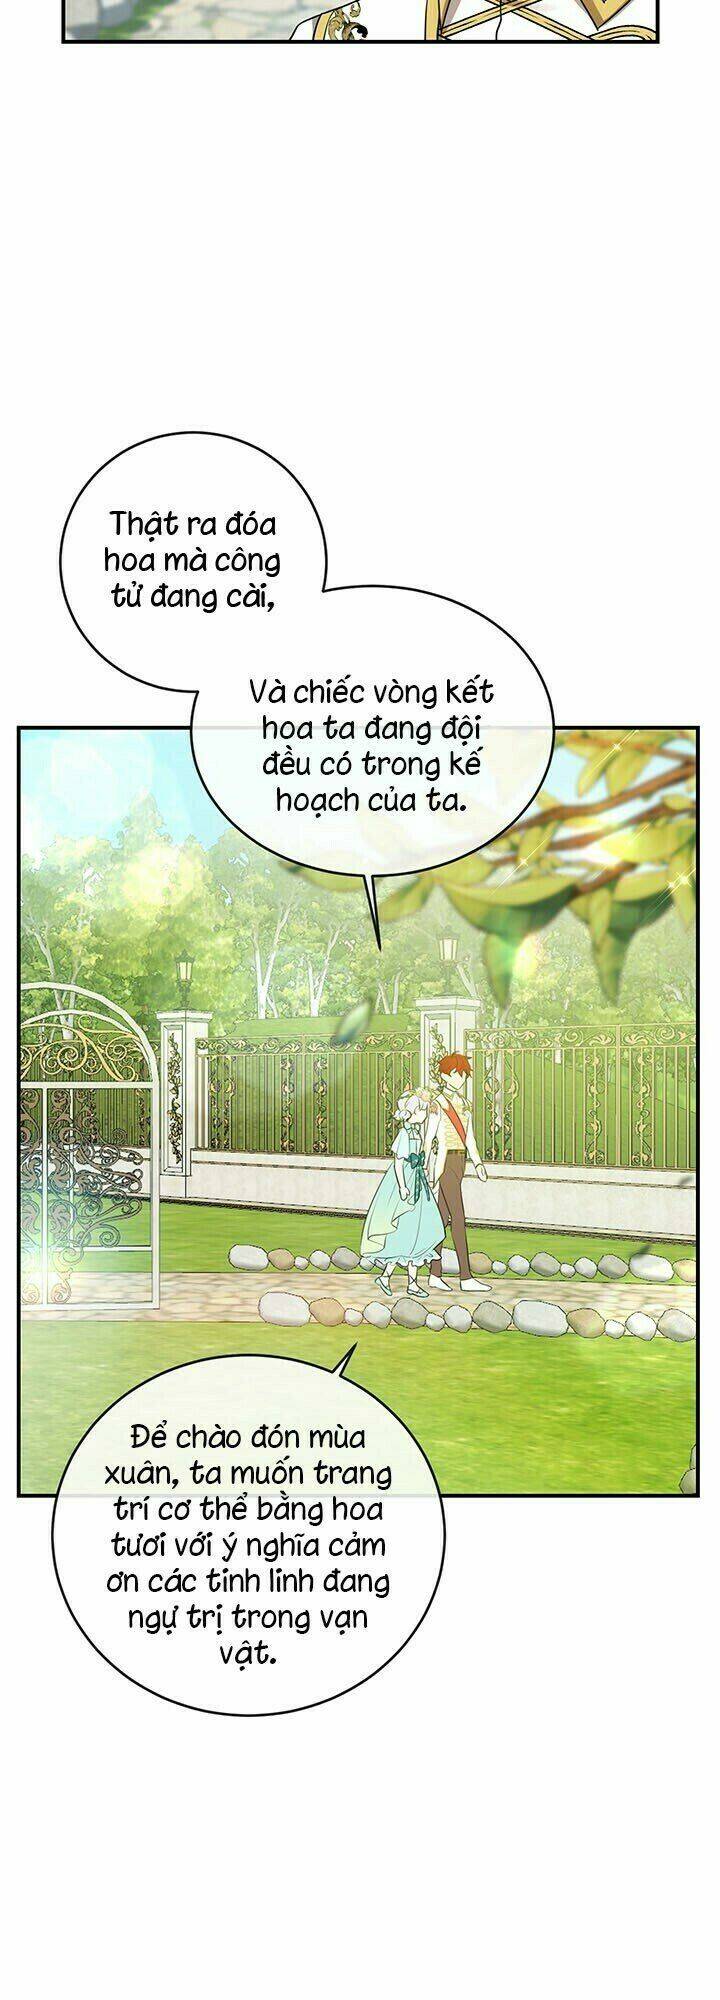 Thật ra đóa
hoa mà công
tử đang cài,
Và chiếc vòng kết
hoa ta đang đội
đều có trong kế
hoạch của ta.
Để chào đón mùa
xuân, ta muốn trang
trí cơ thể bằng hoa
tươi với ý nghĩa cảm
ơn các tinh linh đang
ngự trị trong vạn
vật.